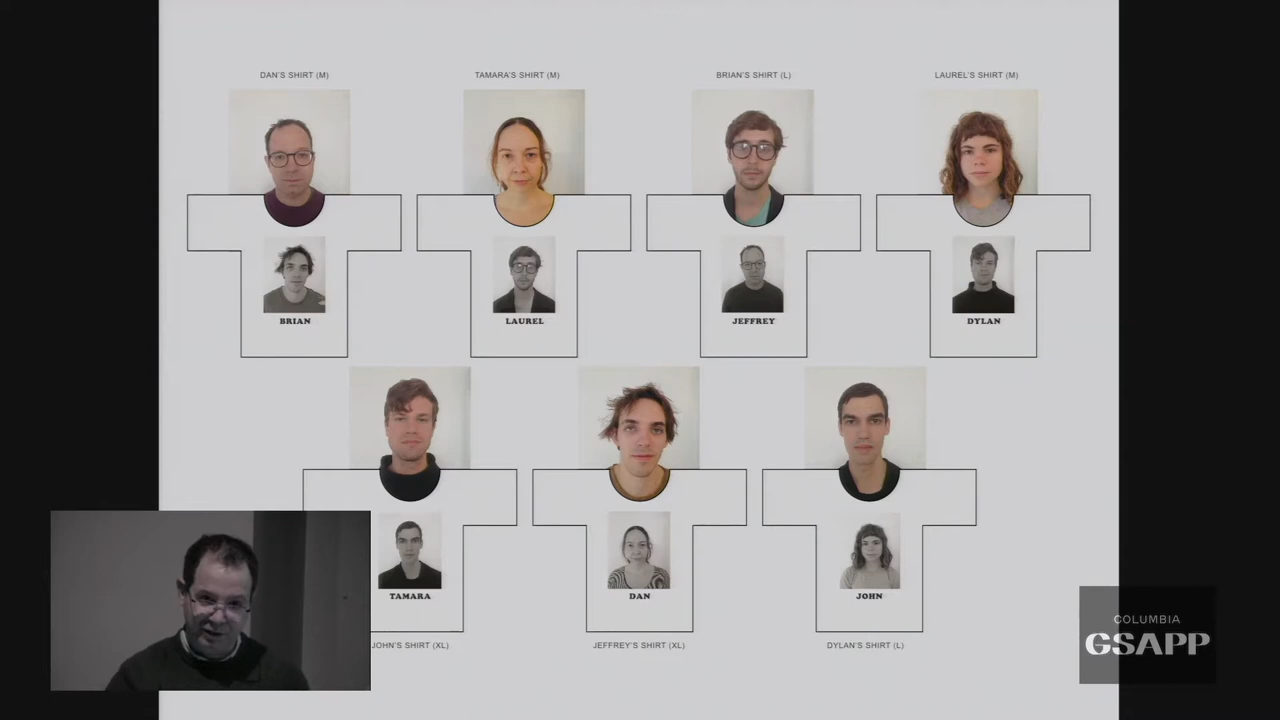 DAN'S SHIRT (M)
TAMARA'S SHIRT (M)
BRIAN'S SHIRT (L)
LAUREL'S SHIRT (M)
BRIAN
LAUREL
JEFFREY
DYLAN
TAMARA
DAN
JOHN
JOHN'S SHIRT (XL)
JEFFREY'S SHIRT (XL)
DYLAN'S SHIRT (L)
COLUMBIA
GSAPP